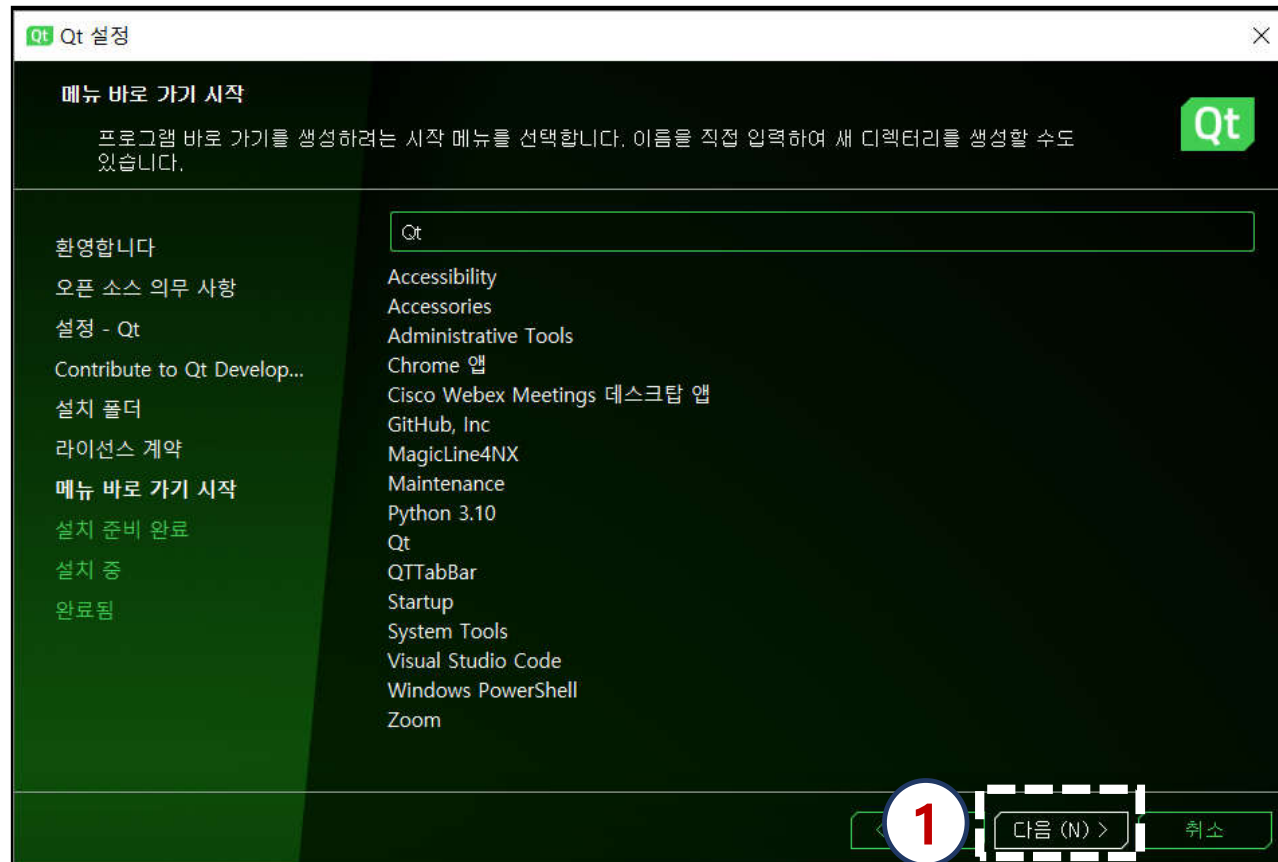 Qt Qt 설정
메뉴 바로 가기 시작
프로그램 바로 가기를 생성하려는 시작 메뉴를 선택합니다. 이름을 직접 입력하여 새 디렉터리를 생성할 수도
있습니다.
Qt
환영합니다
오픈 소스 의무 사항
설정 - Qt
Contribute to Qt Develop...
설치 폴더
라이선스 계약
메뉴 바로 가기 시작
설치 준비 완료
설치 중
완료됨
Qt
Accessibility
Accessories
Administrative Tools
Chrome 앱
Cisco Webex Meetings 데스크탑 앱
GitHub, Inc
MagicLine4NX
Maintenance
Python 3.10
Qt
QTTabBar
Startup
System Tools
Visual Studio Code
Windows PowerShell
Zoom
< 1 다음 (N) > 취소